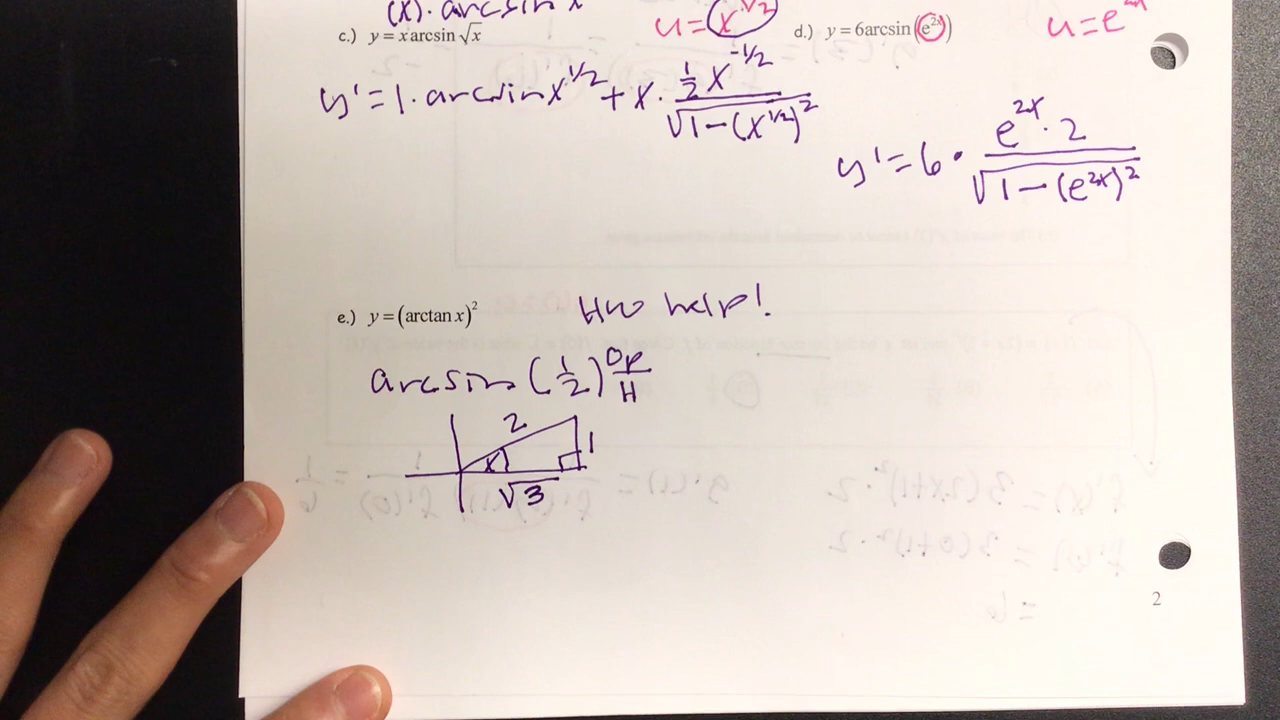 (x). arcsin x
u=x^1/2
u=e^2x
c.) y = x arcsin √x
d.) y = 6arcsin(e^2x)
y'=1·arcsin x^1/2 + x· ½x^-1/2 / √1-(x^1/2)^2
y'=6· e^2x·2 / √1-(e^2x)^2
e.) y = (arctan x)^2
HW help!
arcsin (1/2) OP/H
2
x
1
√3
2